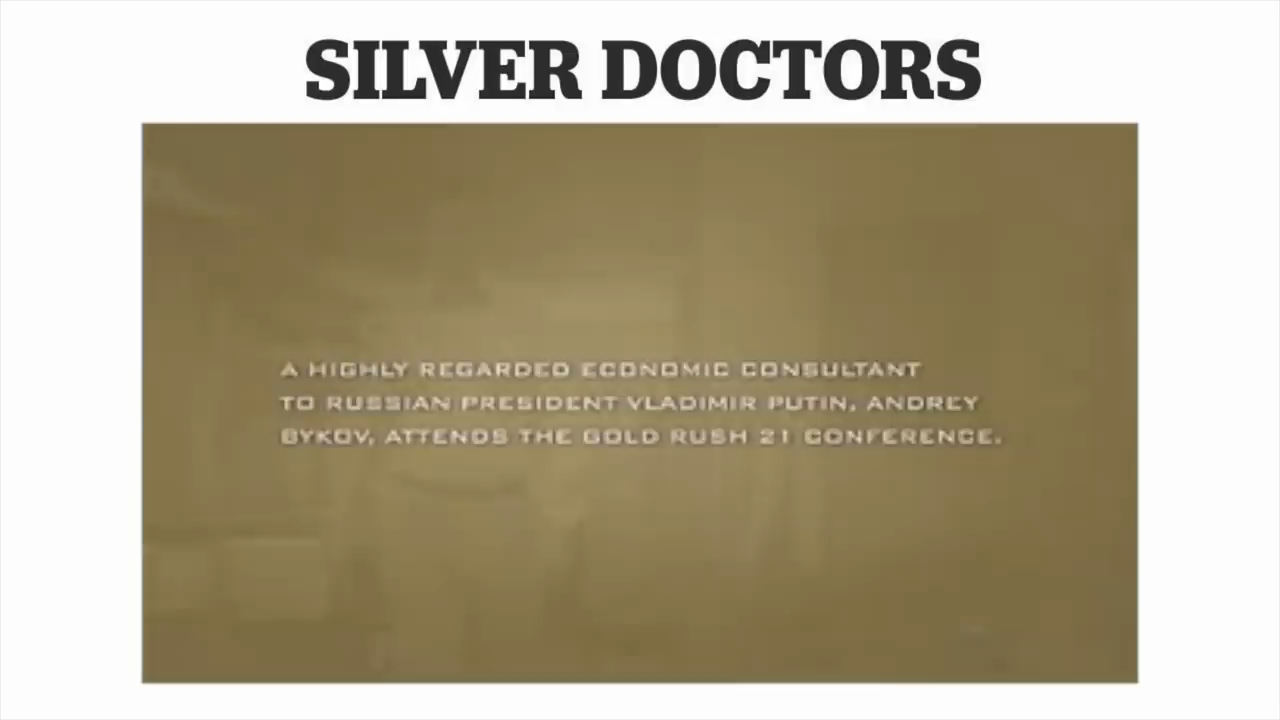 SILVER DOCTORS
A HIGHLY REGARDED ECONOMIC CONSULTANT
TO RUSSIAN PRESIDENT VLADIMIR PUTIN, ANDREY
BYKOV, ATTENDS THE GOLD RUSH 21 CONFERENCE.